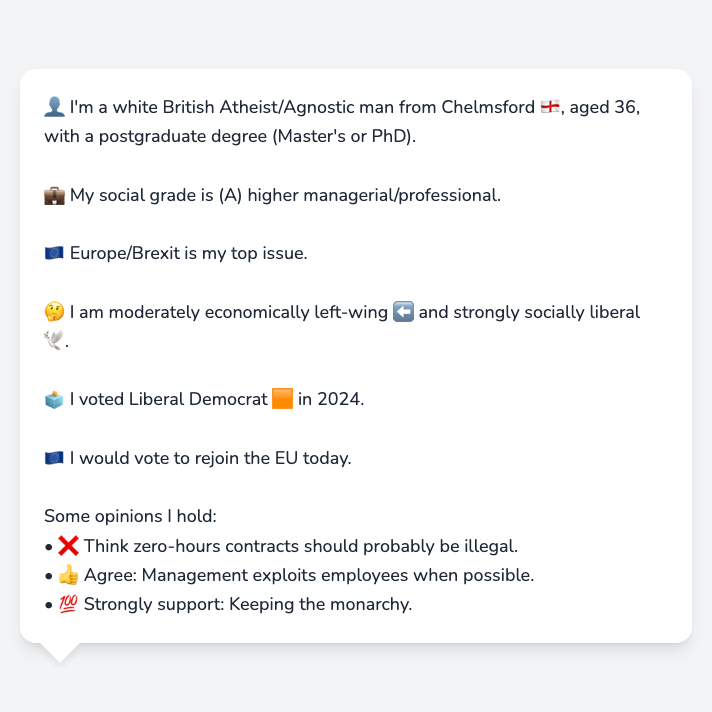 👤 I'm a white British Atheist/Agnostic man from Chelmsford 🏴󠁧󠁢󠁥󠁮󠁧󠁿, aged 36,
with a postgraduate degree (Master's or PhD).
💼 My social grade is (A) higher managerial/professional.
🇪🇺 Europe/Brexit is my top issue.
🤔 I am moderately economically left-wing ⬅️ and strongly socially liberal
🕊️.
🗳️ I voted Liberal Democrat 🟧 in 2024.
🇪🇺 I would vote to rejoin the EU today.
Some opinions I hold:
• ❌ Think zero-hours contracts should probably be illegal.
• 👍 Agree: Management exploits employees when possible.
• 💯 Strongly support: Keeping the monarchy.